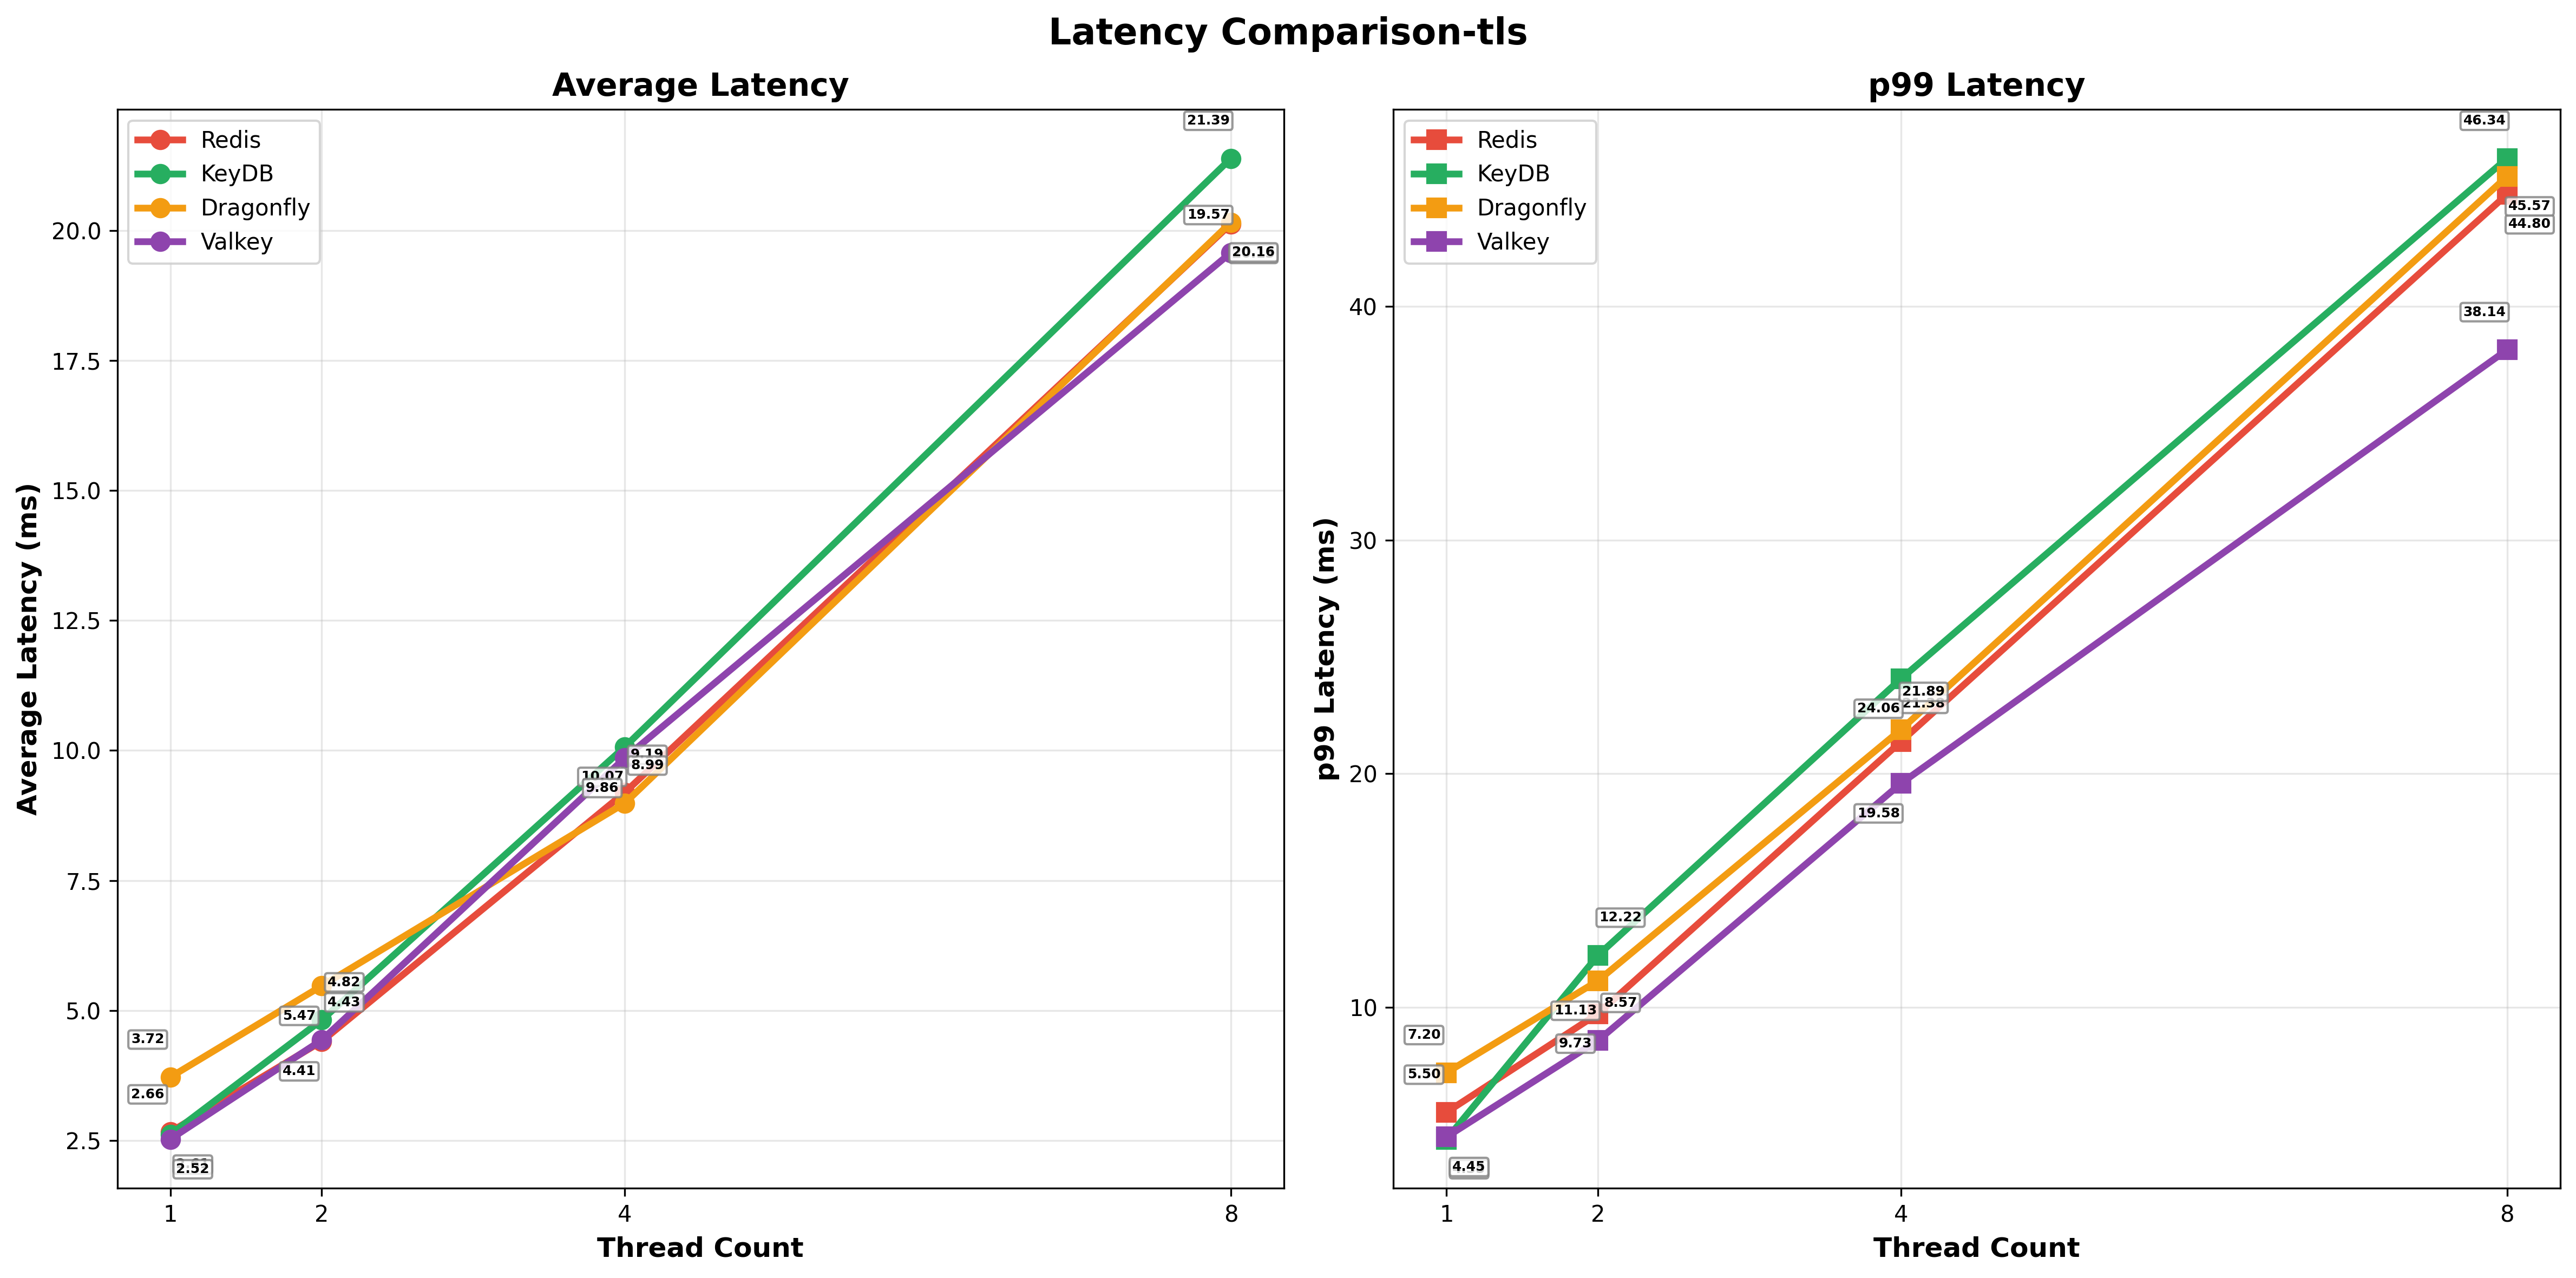 Latency Comparison-tls
Average Latency
Redis
KeyDB
Dragonfly
Valkey
21.39
19.57
20.16
9.19
8.99
10.07
9.86
4.82
4.43
5.47
4.41
3.72
2.66
2.52
20.0
17.5
15.0
12.5
10.0
7.5
5.0
2.5
Average Latency (ms)
1 2 4 8
Thread Count
p99 Latency
Redis
KeyDB
Dragonfly
Valkey
46.34
45.57
44.80
38.14
21.89
21.38
24.06
19.58
12.22
8.57
11.13
9.73
7.20
5.50
4.45
40
30
20
10
p99 Latency (ms)
1 2 4 8
Thread Count